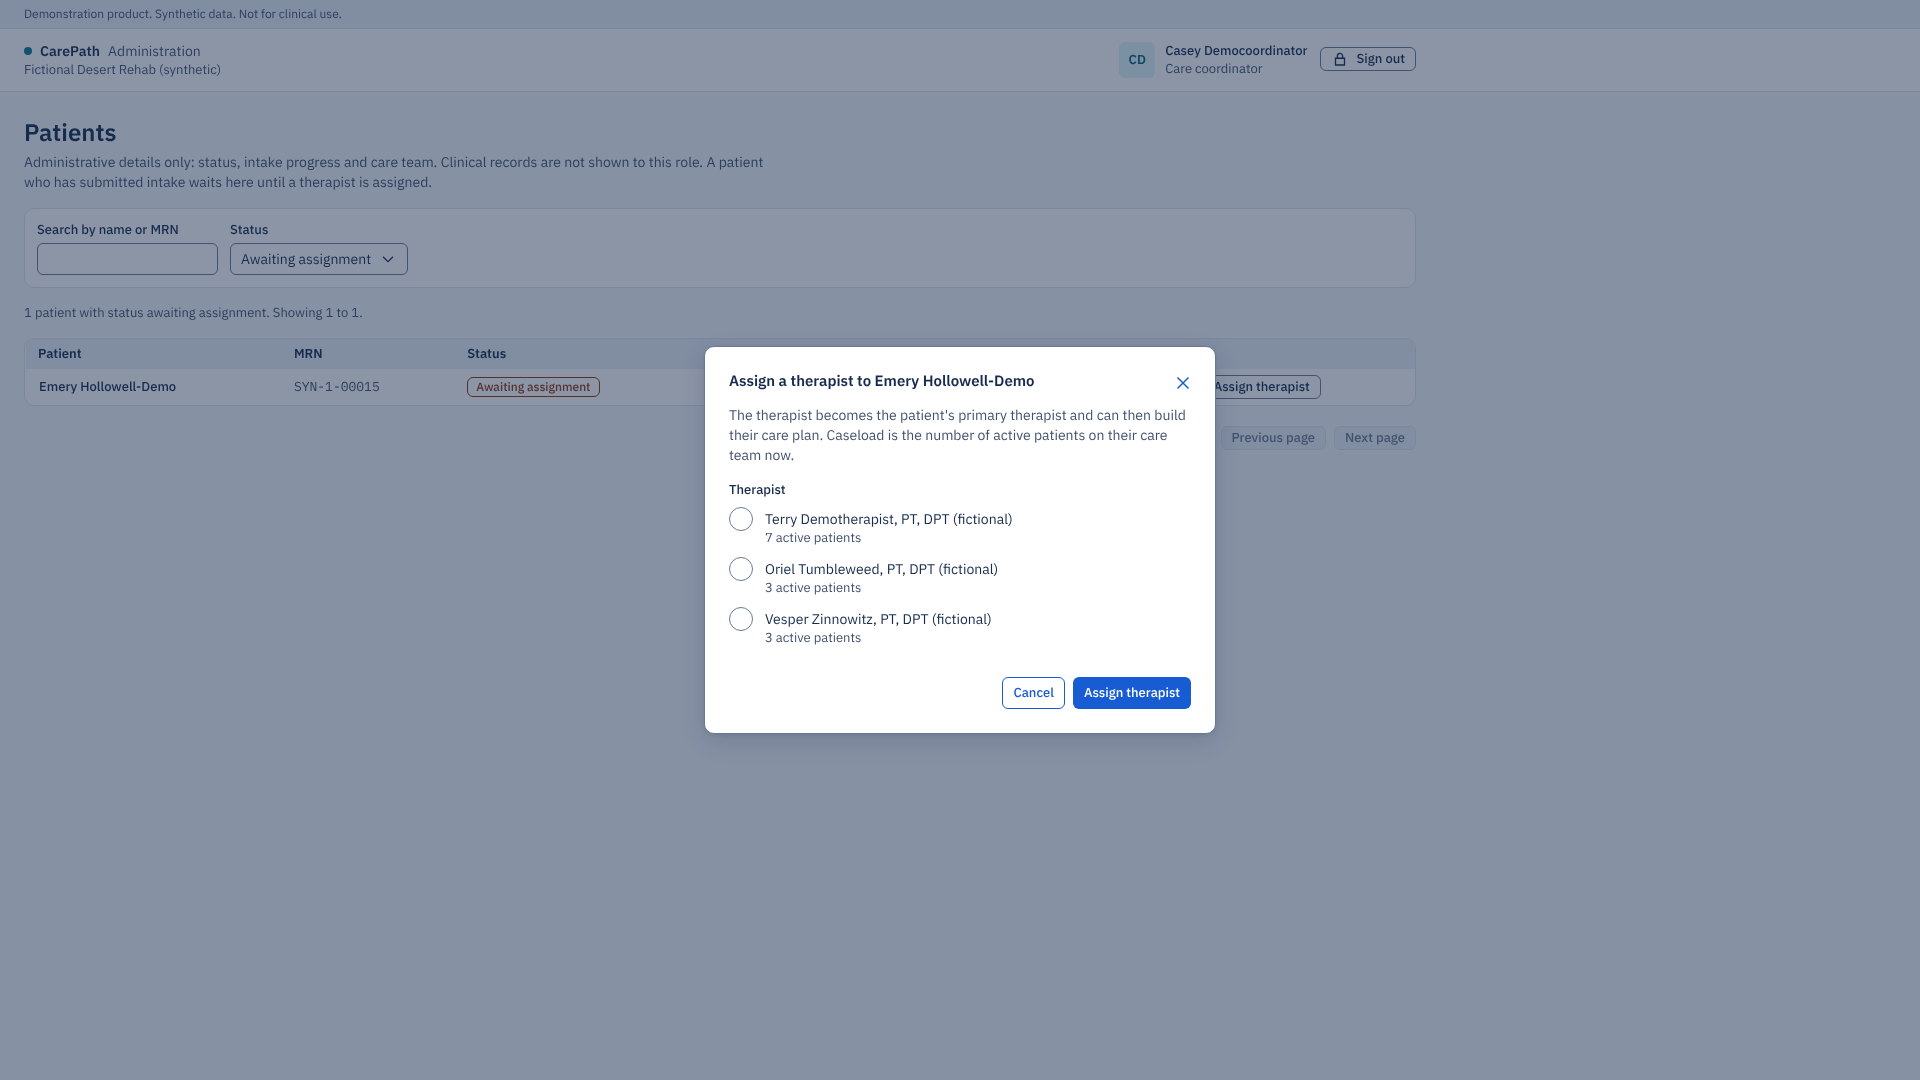 Demonstration product. Synthetic data. Not for clinical use.
CarePath Administration
Fictional Desert Rehab (synthetic)
CD
Casey Democoordinator
Care coordinator
Sign out
Patients
Administrative details only: status, intake progress and care team. Clinical records are not shown to this role. A patient
who has submitted intake waits here until a therapist is assigned.
Search by name or MRN
Status
Awaiting assignment
1 patient with status awaiting assignment. Showing 1 to 1.
Patient MRN Status
Emery Hollowell-Demo SYN-1-00015 Awaiting assignment Assign therapist
Previous page Next page
Assign a therapist to Emery Hollowell-Demo
The therapist becomes the patient's primary therapist and can then build
their care plan. Caseload is the number of active patients on their care
team now.
Therapist
Terry Demotherapist, PT, DPT (fictional)
7 active patients
Oriel Tumbleweed, PT, DPT (fictional)
3 active patients
Vesper Zinnowitz, PT, DPT (fictional)
3 active patients
Cancel Assign therapist